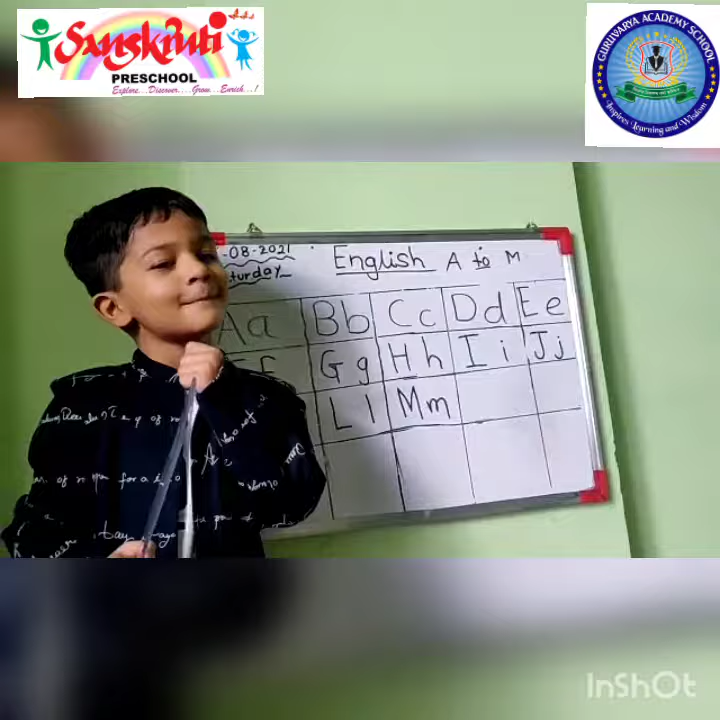 Sanskruti
PRESCHOOL
Explore...Discover....Grow...Enrich...!
GURUVARYA ACADEMY SCHOOL
Inspires Learning and Wisdom
-08-2021
English A to M
turday
Aa Bb Cc Dd Ee
Gg Hh Ii Jj
Ll Mm
InShOt